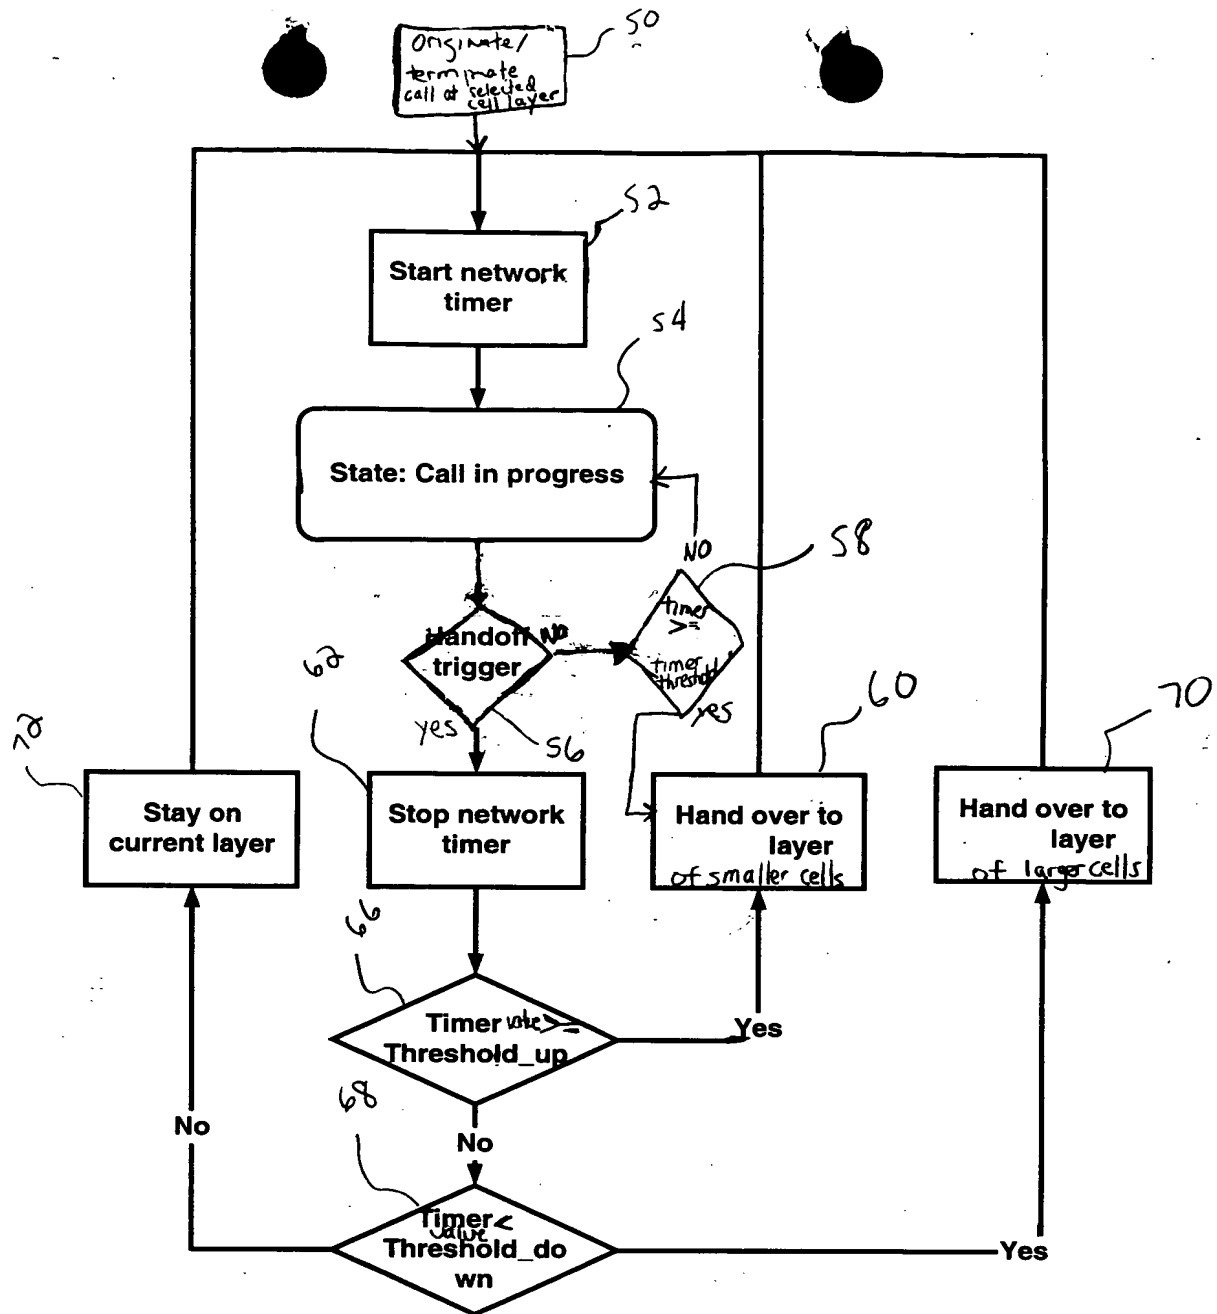 50
Originate/
terminate
call at selected
cell layer
52
Start network
timer
54
State: Call in progress
NO
58
timer
>=
timer
threshold
yes
Handoff
trigger
NO
yes
56
62
60
70
72
Stay on
current layer
Stop network
timer
Hand over to
layer
of smaller cells
Hand over to
layer
of larger cells
66
Timer value >=
Threshold_up
Yes
No
No
68
Timer <
value
Threshold_do
wn
Yes